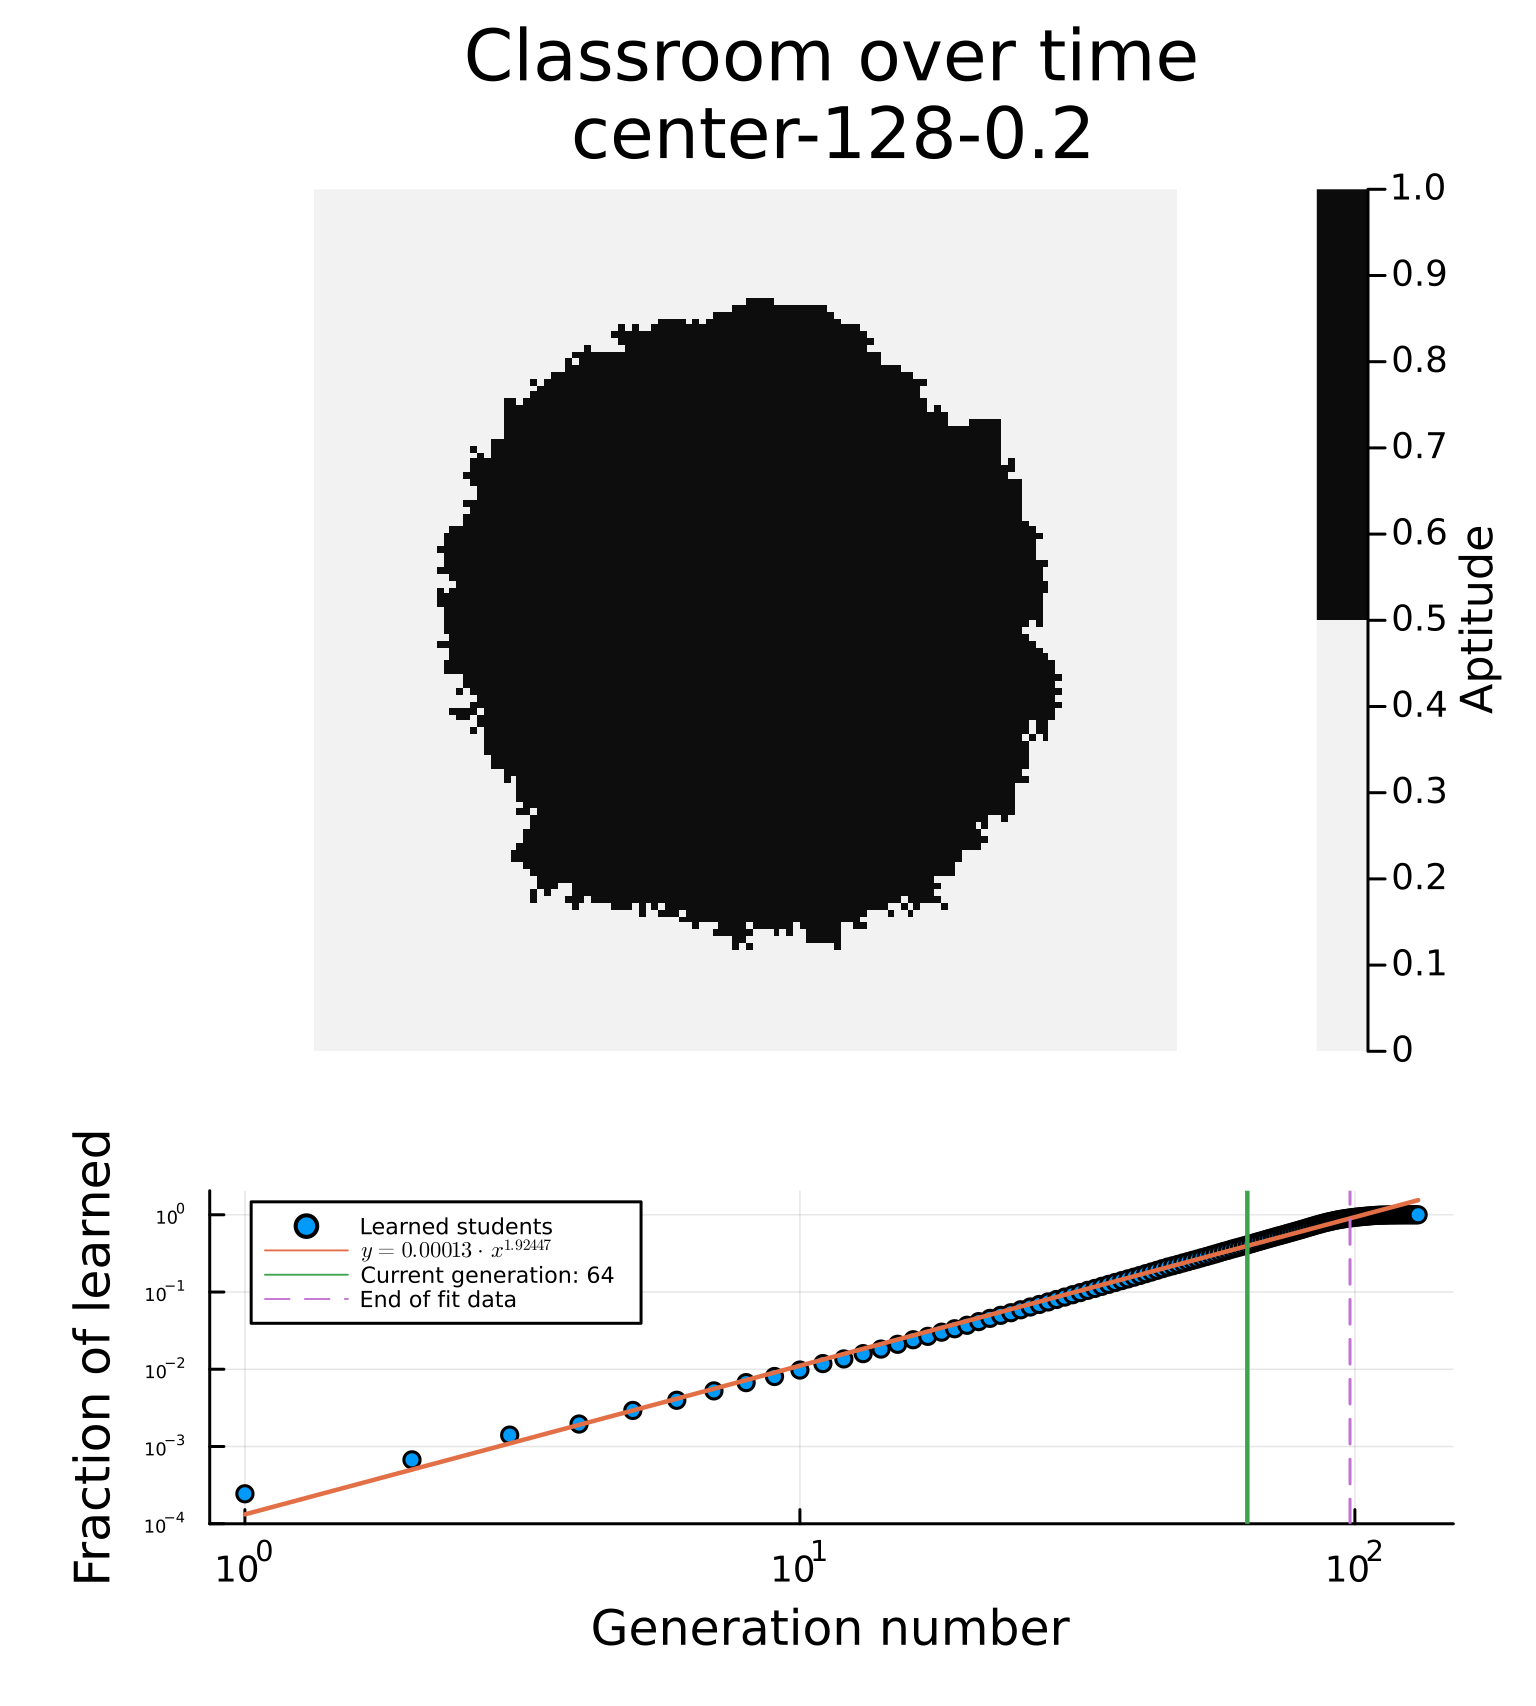 Classroom over time
center-128-0.2
1.0
0.9
0.8
0.7
0.6
0.5
0.4
0.3
0.2
0.1
0
Aptitude
Fraction of learned
10^0
10^-1
10^-2
10^-3
10^-4
Learned students
y = 0.00013 · x^1.92447
Current generation: 64
End of fit data
10^0
10^1
10^2
Generation number